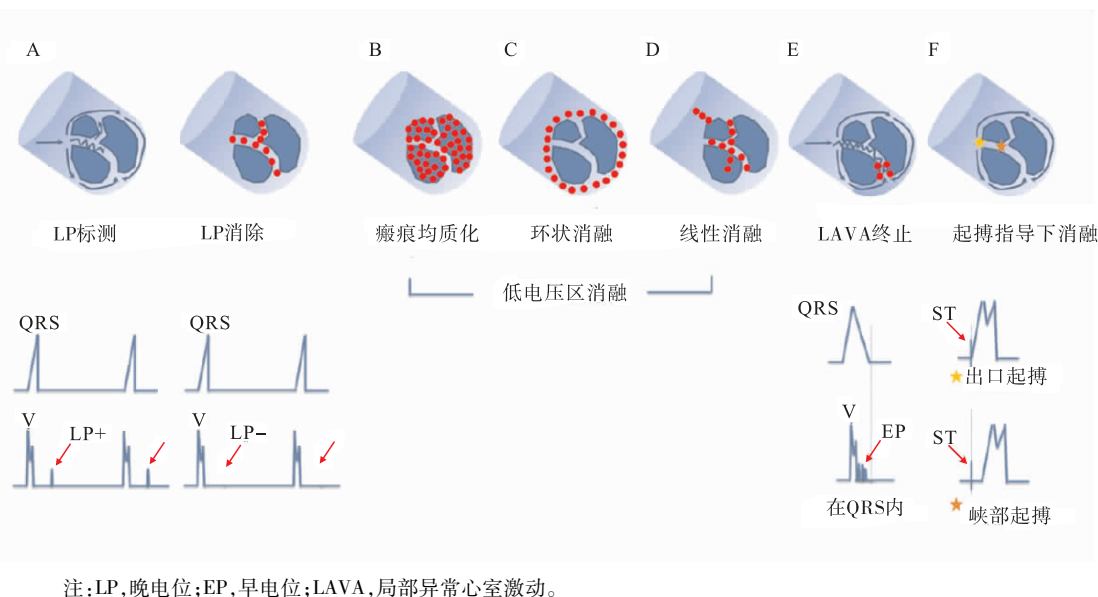 A
B
C
D
E
F
LP标测
LP消除
瘢痕均质化
环状消融
线性消融
LAVA终止
起搏指导下消融
低电压区消融
QRS
QRS
QRS
ST
出口起搏
V
LP+
V
LP−
V
EP
ST
在QRS内
峡部起搏
注:LP,晚电位;EP,早电位;LAVA,局部异常心室激动。